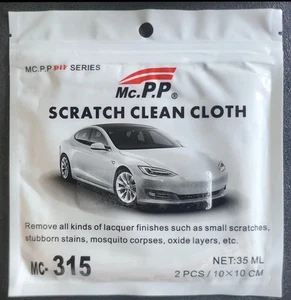 MC.P.P DIY SERIES
Mc.P.P®
SCRATCH CLEAN CLOTH
Remove all kinds of lacquer finishes such as small scratches,
stubborn stains, mosquito corpses, oxide layers, etc.
MC- 315
NET:35 ML
2 PCS / 10×10 CM